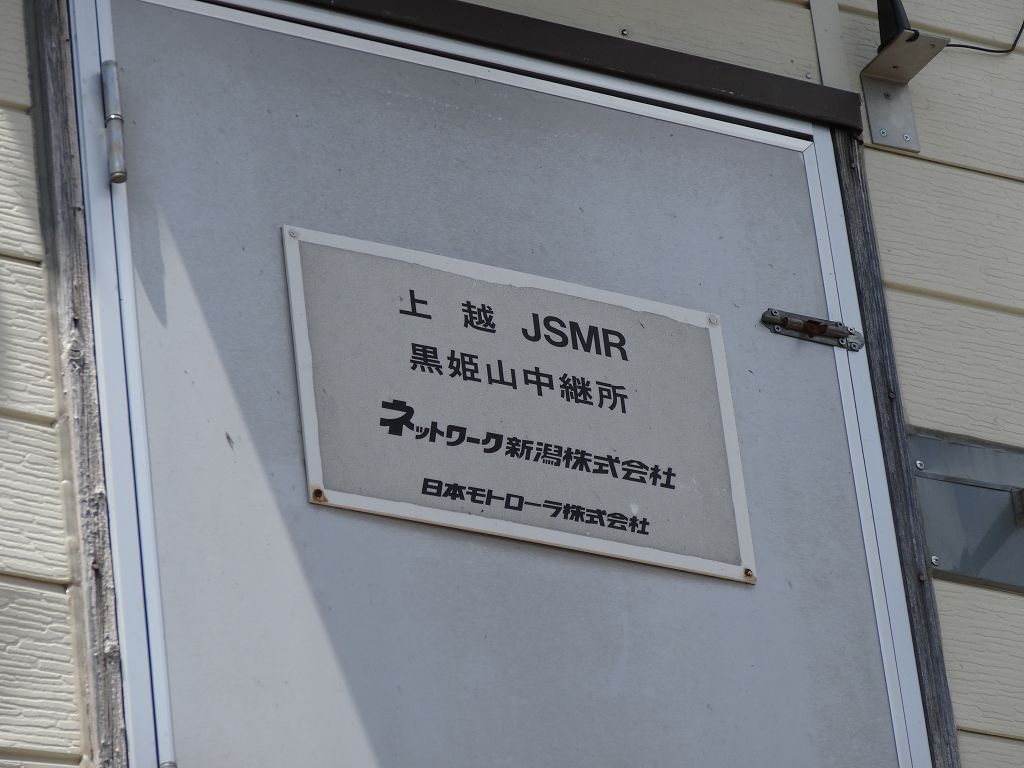 上越 JSMR
黒姫山中継所
ネットワーク新潟株式会社
日本モトローラ株式会社